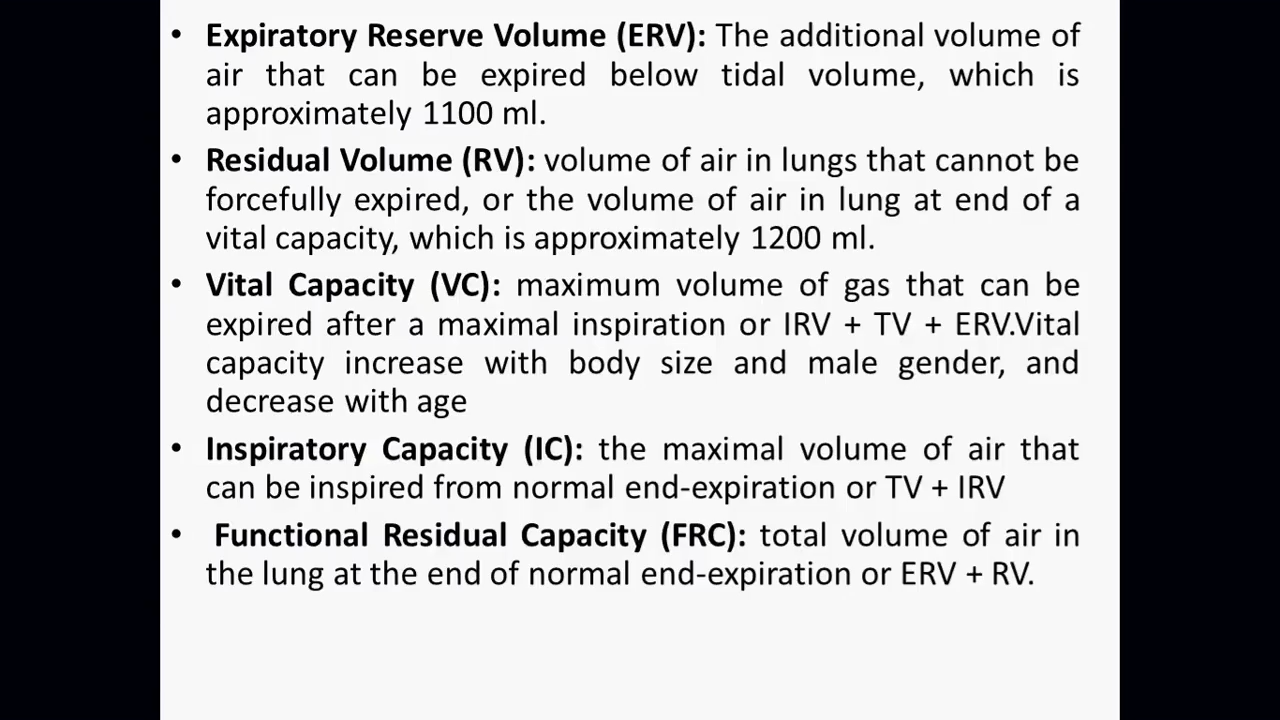 • Expiratory Reserve Volume (ERV): The additional volume of
air that can be expired below tidal volume, which is
approximately 1100 ml.
• Residual Volume (RV): volume of air in lungs that cannot be
forcefully expired, or the volume of air in lung at end of a
vital capacity, which is approximately 1200 ml.
• Vital Capacity (VC): maximum volume of gas that can be
expired after a maximal inspiration or IRV + TV + ERV.Vital
capacity increase with body size and male gender, and
decrease with age
• Inspiratory Capacity (IC): the maximal volume of air that
can be inspired from normal end-expiration or TV + IRV
• Functional Residual Capacity (FRC): total volume of air in
the lung at the end of normal end-expiration or ERV + RV.